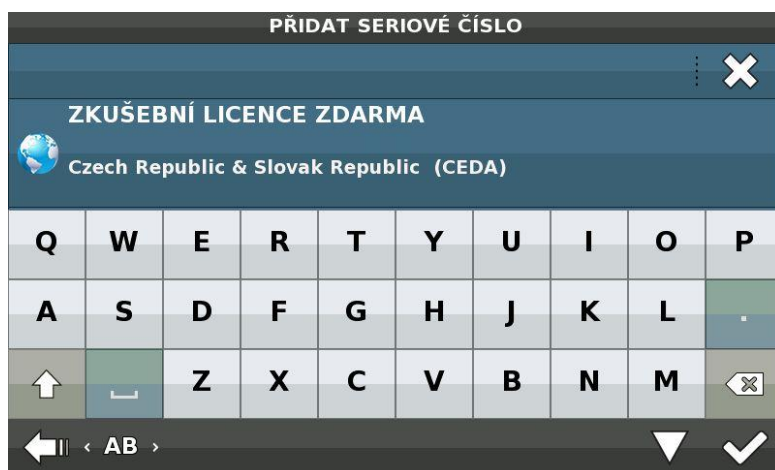 PŘIDAT SERIOVÉ ČÍSLO
ZKUŠEBNÍ LICENCE ZDARMA
Czech Republic & Slovak Republic (CEDA)
Q W E R T Y U I O P
A S D F G H J K L .
Z X C V B N M
‹ AB ›